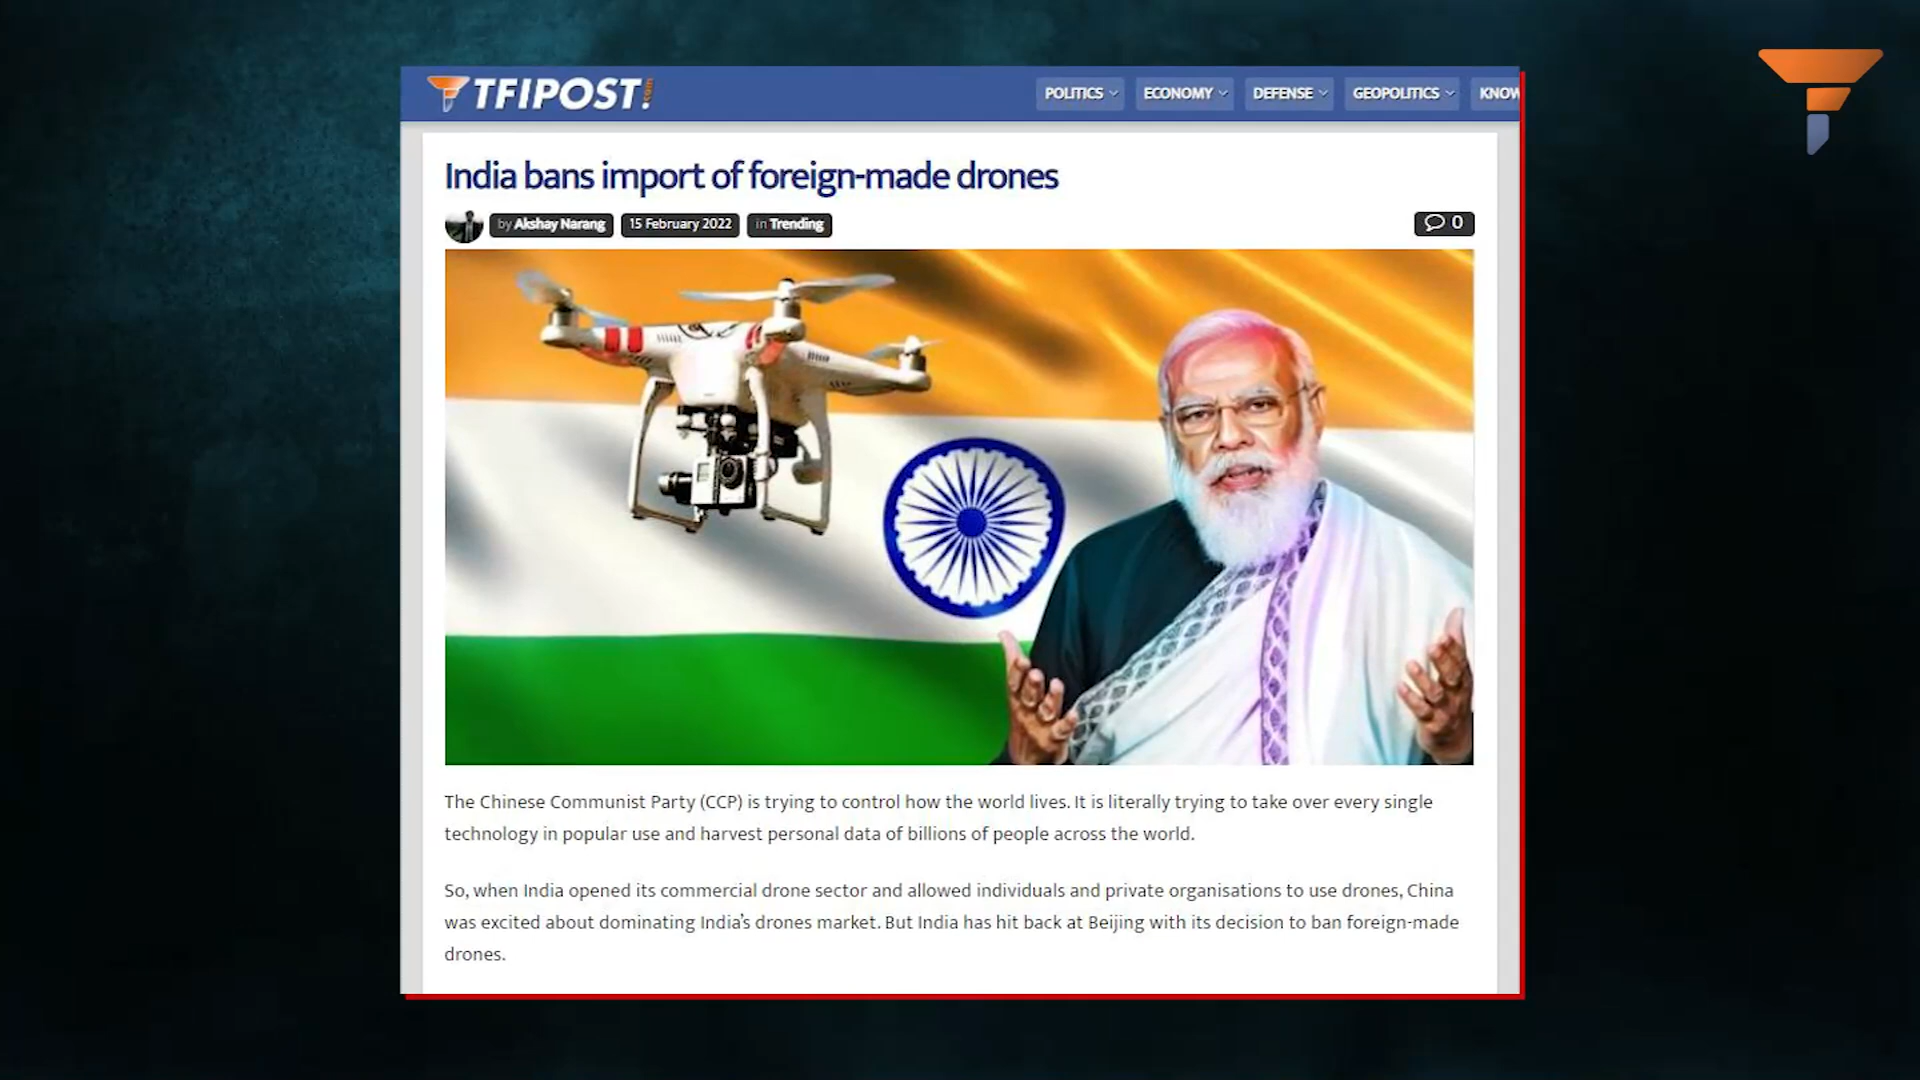 TFIPOST.com
POLITICS
ECONOMY
DEFENSE
GEOPOLITICS
KNOW
India bans import of foreign-made drones
by Akshay Narang
15 February 2022
in Trending
0
The Chinese Communist Party (CCP) is trying to control how the world lives. It is literally trying to take over every single
technology in popular use and harvest personal data of billions of people across the world.
So, when India opened its commercial drone sector and allowed individuals and private organisations to use drones, China
was excited about dominating India's drones market. But India has hit back at Beijing with its decision to ban foreign-made
drones.